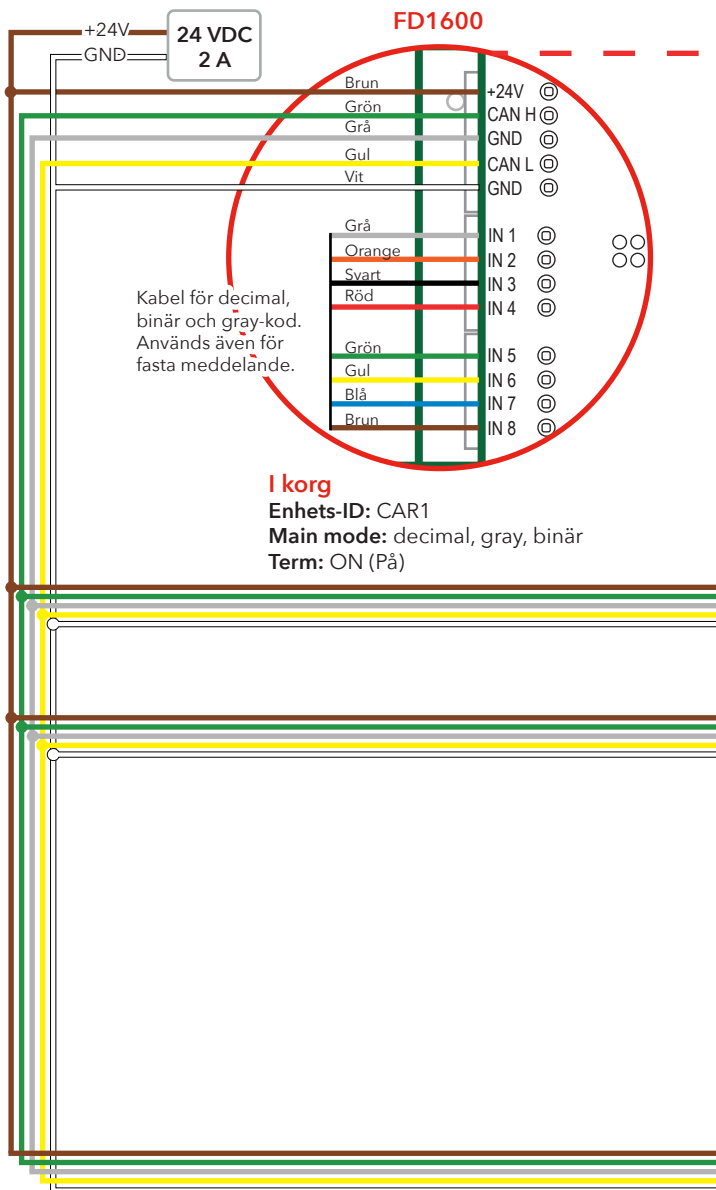 FD1600
+24V
GND
24 VDC
2 A
Brun
Grön
Grå
Gul
Vit
+24V
CAN H
GND
CAN L
GND
Grå
Orange
Svart
Röd
IN 1
IN 2
IN 3
IN 4
Kabel för decimal,
binär och gray-kod.
Används även för
fasta meddelande.
Grön
Gul
Blå
Brun
IN 5
IN 6
IN 7
IN 8
I korg
Enhets-ID: CAR1
Main mode: decimal, gray, binär
Term: ON (På)